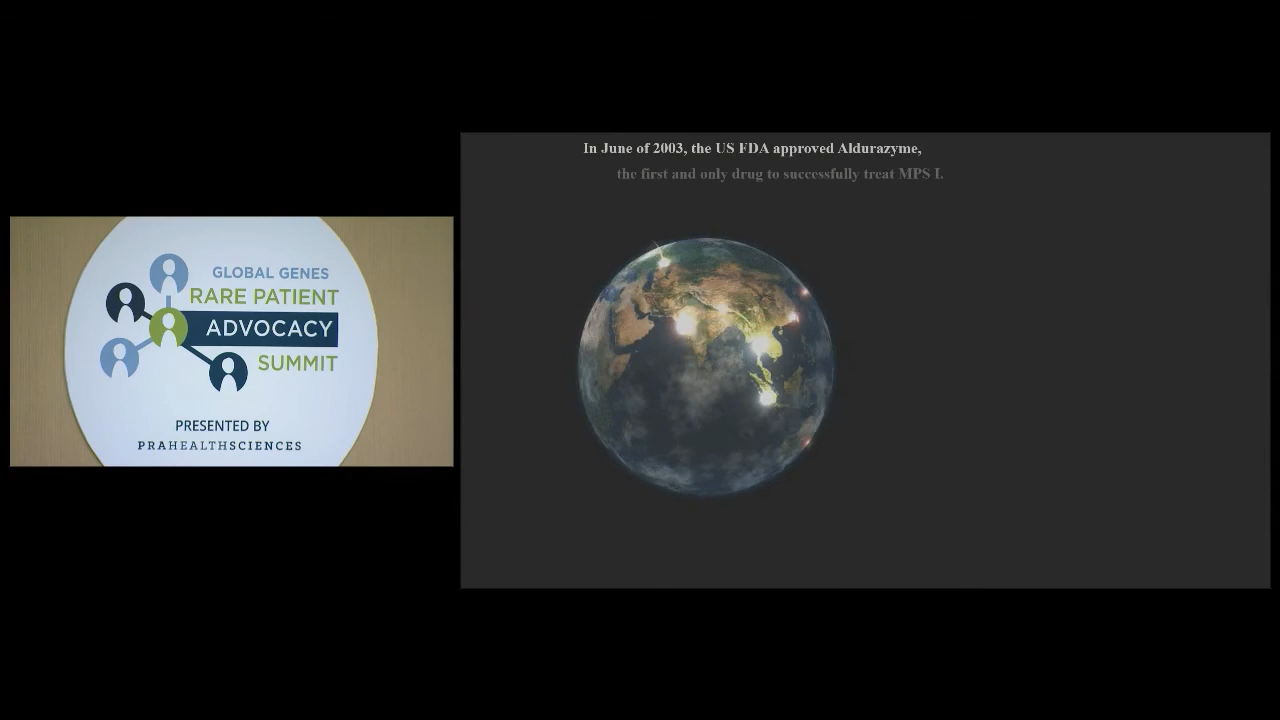 GLOBAL GENES
RARE PATIENT
ADVOCACY
SUMMIT
PRESENTED BY
PRAHEALTHSCIENCES
In June of 2003, the US FDA approved Aldurazyme,
the first and only drug to successfully treat MPS I.